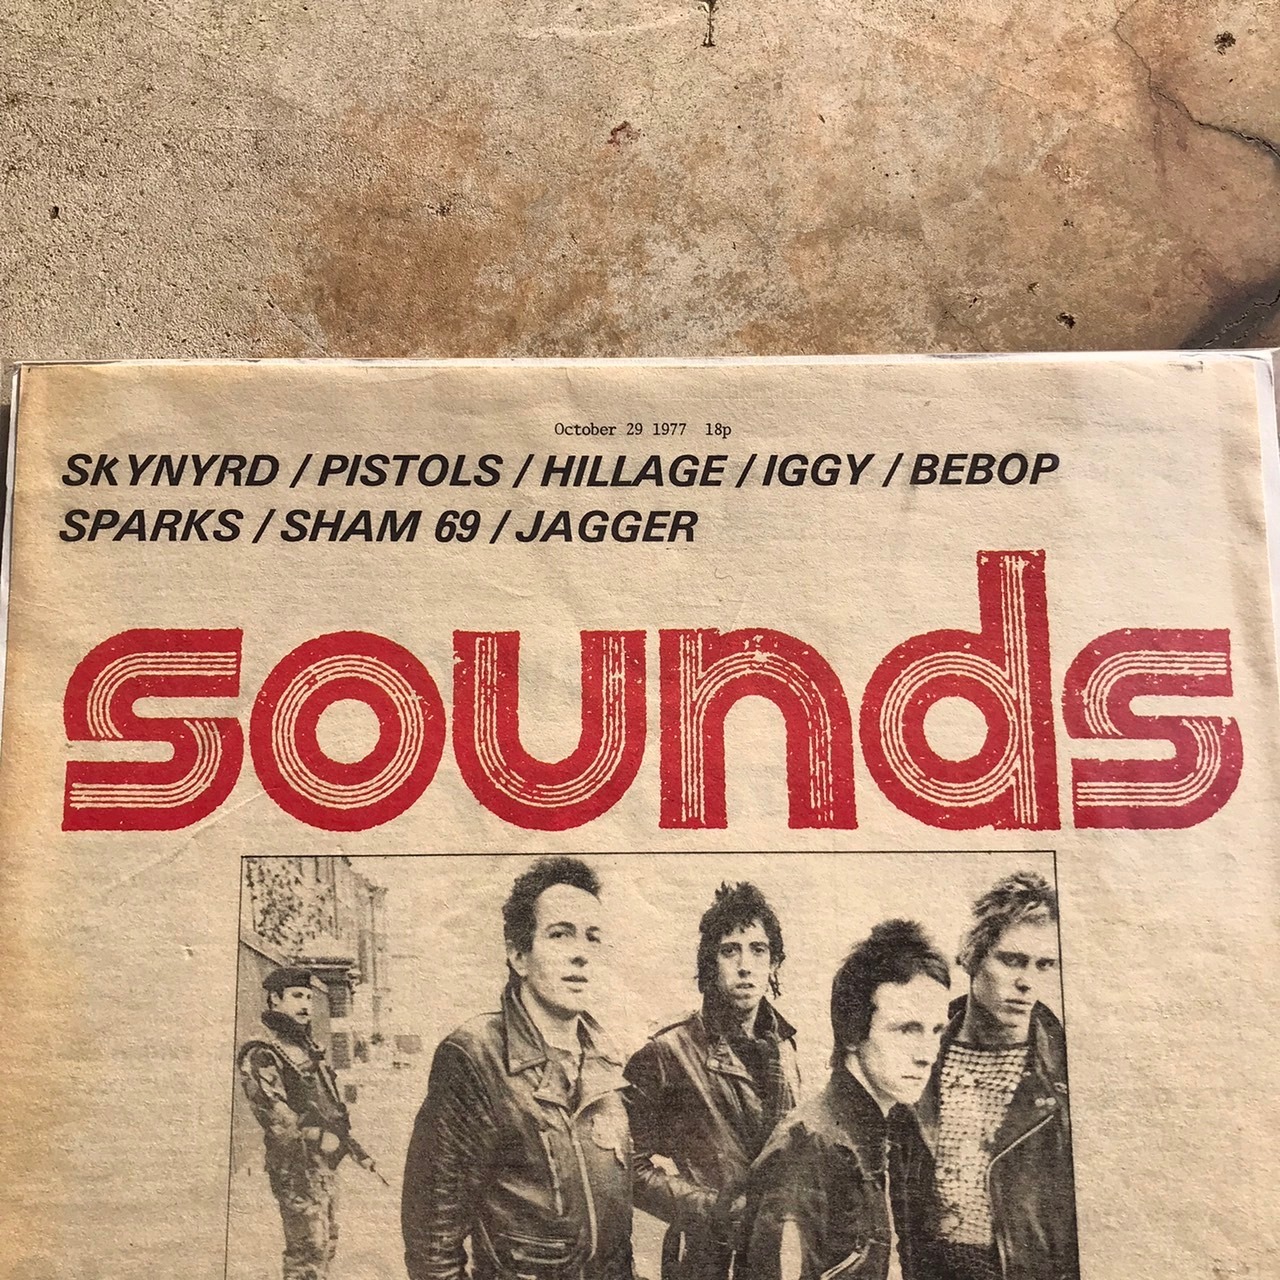 October 29 1977 18p
SKYNYRD / PISTOLS / HILLAGE / IGGY / BEBOP
SPARKS / SHAM 69 / JAGGER
sounds